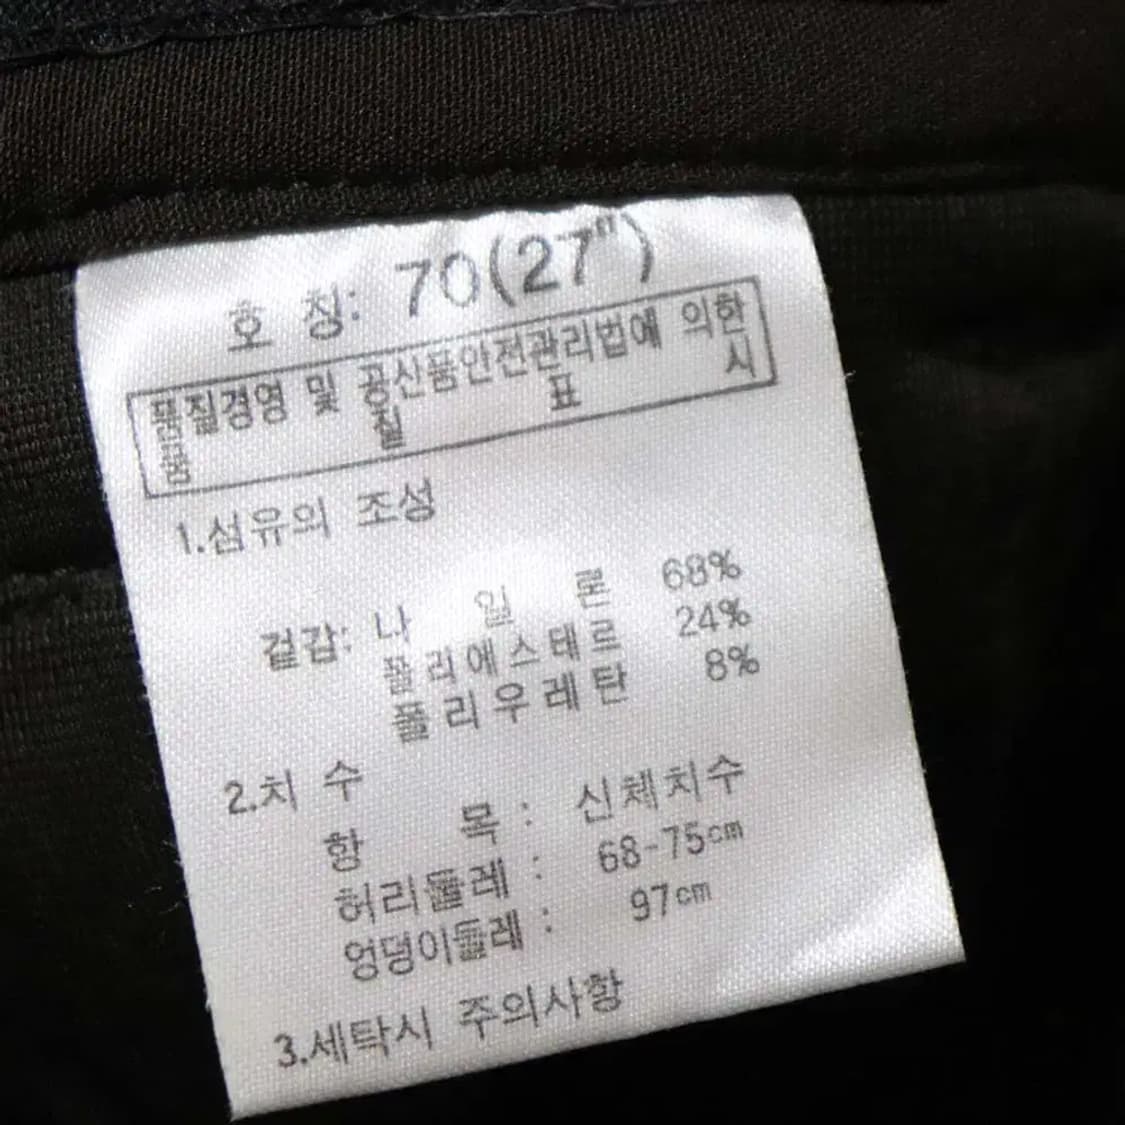 호 칭: 70(27")
품질경영 및 공산품안전관리법에 의한
품 질 표 시
1.섬유의 조성
겉감: 나 일 론 68%
폴리에스테르 24%
폴리우레탄 8%
2.치 수
항 목 : 신체치수
허리둘레 : 68-75cm
엉덩이둘레 : 97cm
3.세탁시 주의사항